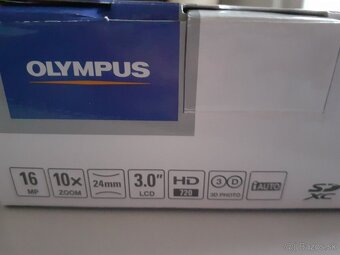 OLYMPUS
16 MP
10x ZOOM
24mm
3.0" LCD
HD 720
3D 3D PHOTO
iAUTO
SD XC